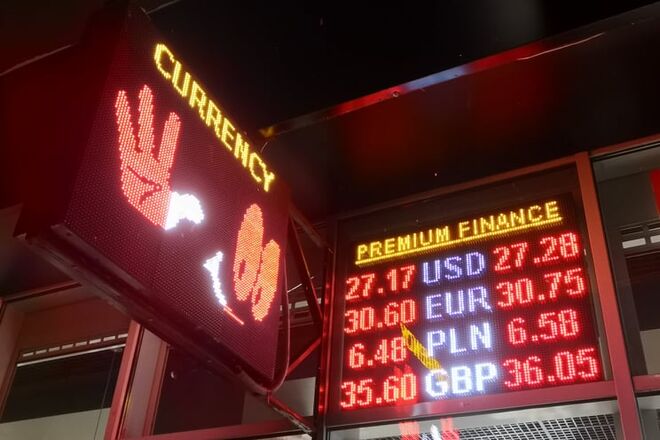 CURRENCY
PREMIUM FINANCE
27.17 USD 27.28
30.60 EUR 30.75
6.48 PLN 6.58
35.60 GBP 36.05